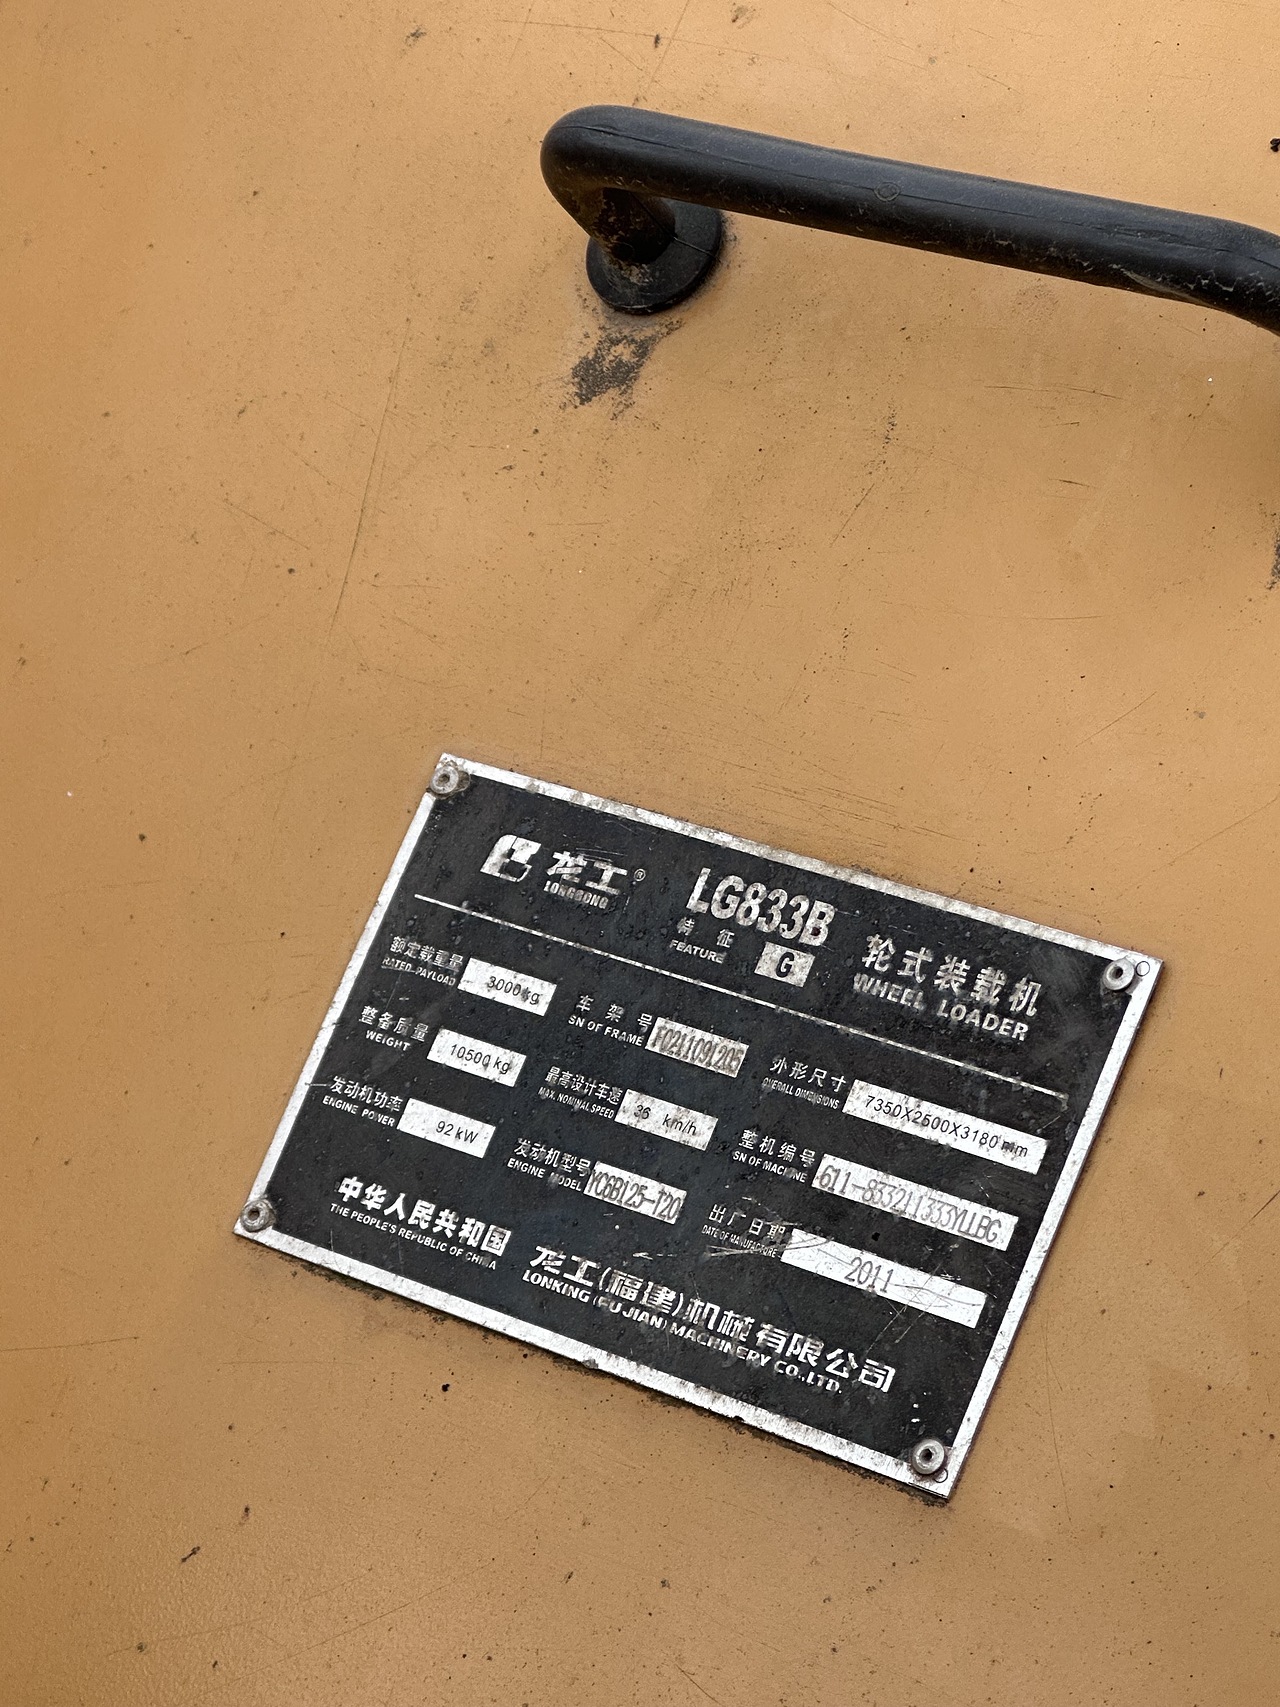 龙工®
LONGGONG
LG833B
特 征
FEATURE
G
轮式装载机
WHEEL LOADER
额定载重量
RATED PAYLOAD
3000kg
车 架 号
SN OF FRAME
外形尺寸
OVERALL DIMENSIONS
7350X2500X3180mm
整备质量
WEIGHT
10500kg
最高设计车速
MAX. NOMINAL SPEED
36 km/h
整机编号
SN OF MACHINE
发动机功率
ENGINE POWER
92kW
发动机型号
ENGINE MODEL
YC6B125-T20
出厂日期
DATE OF MANUFACTORE
2011
中华人民共和国
THE PEOPLE'S REPUBLIC OF CHINA
龙工(福建)机械有限公司
LONKING (FUJIAN) MACHINERY CO.,LTD.